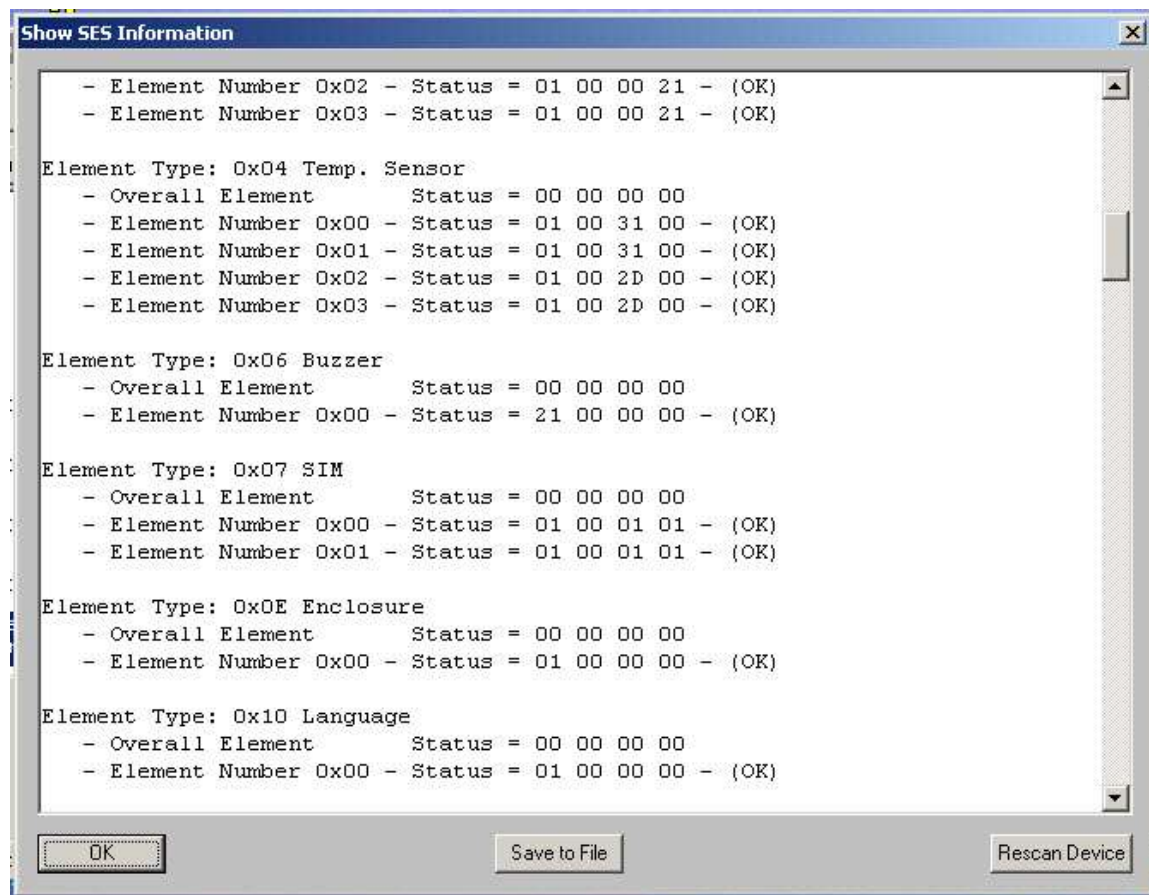 Show SES Information
- Element Number 0x02 - Status = 01 00 00 21 - (OK)
- Element Number 0x03 - Status = 01 00 00 21 - (OK)
Element Type: 0x04 Temp. Sensor
- Overall Element Status = 00 00 00 00
- Element Number 0x00 - Status = 01 00 31 00 - (OK)
- Element Number 0x01 - Status = 01 00 31 00 - (OK)
- Element Number 0x02 - Status = 01 00 2D 00 - (OK)
- Element Number 0x03 - Status = 01 00 2D 00 - (OK)
Element Type: 0x06 Buzzer
- Overall Element Status = 00 00 00 00
- Element Number 0x00 - Status = 21 00 00 00 - (OK)
Element Type: 0x07 SIM
- Overall Element Status = 00 00 00 00
- Element Number 0x00 - Status = 01 00 01 01 - (OK)
- Element Number 0x01 - Status = 01 00 01 01 - (OK)
Element Type: 0x0E Enclosure
- Overall Element Status = 00 00 00 00
- Element Number 0x00 - Status = 01 00 00 00 - (OK)
Element Type: 0x10 Language
- Overall Element Status = 00 00 00 00
- Element Number 0x00 - Status = 01 00 00 00 - (OK)
OK Save to File Rescan Device